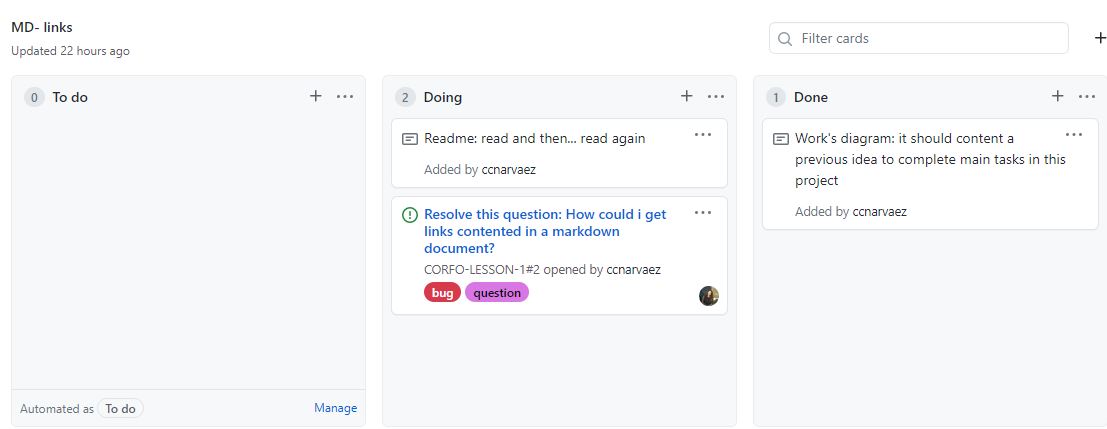 MD- links
Updated 22 hours ago
Filter cards
0 To do
Automated as To do Manage
2 Doing
Readme: read and then... read again
Added by ccnarvaez
Resolve this question: How could i get
links contented in a markdown
document?
CORFO-LESSON-1#2 opened by ccnarvaez
bug question
1 Done
Work's diagram: it should content a
previous idea to complete main tasks in this
project
Added by ccnarvaez